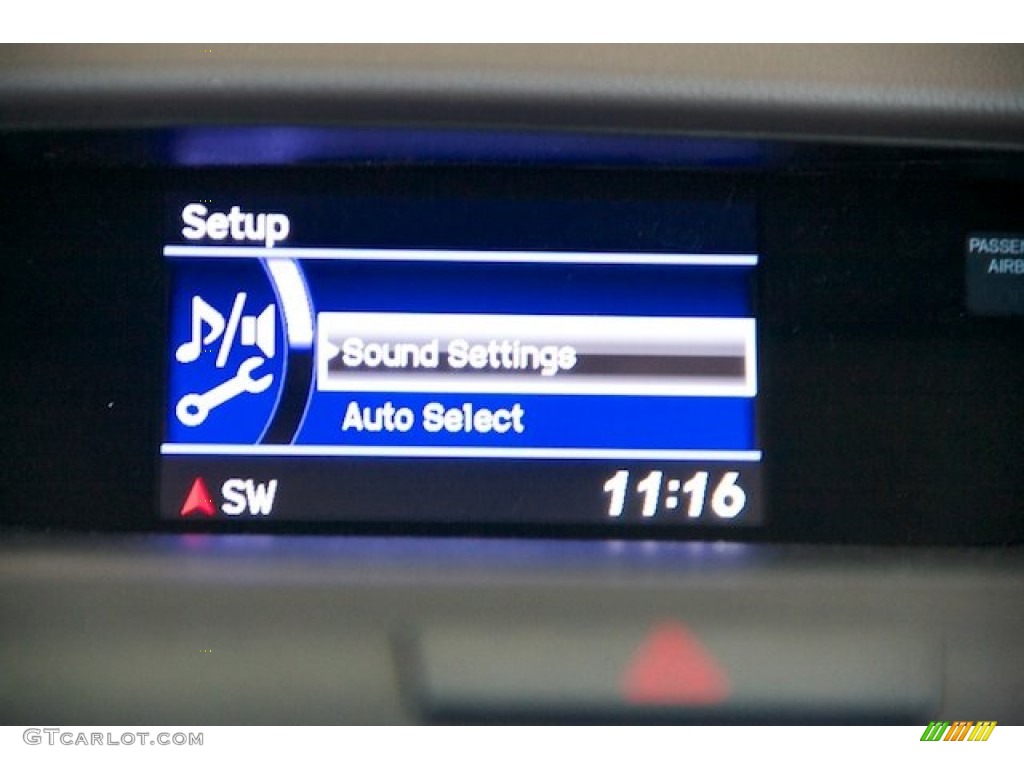 Setup
PASSEN
AIRB
Sound Settings
Auto Select
SW
11:16
GTCARLOT.COM